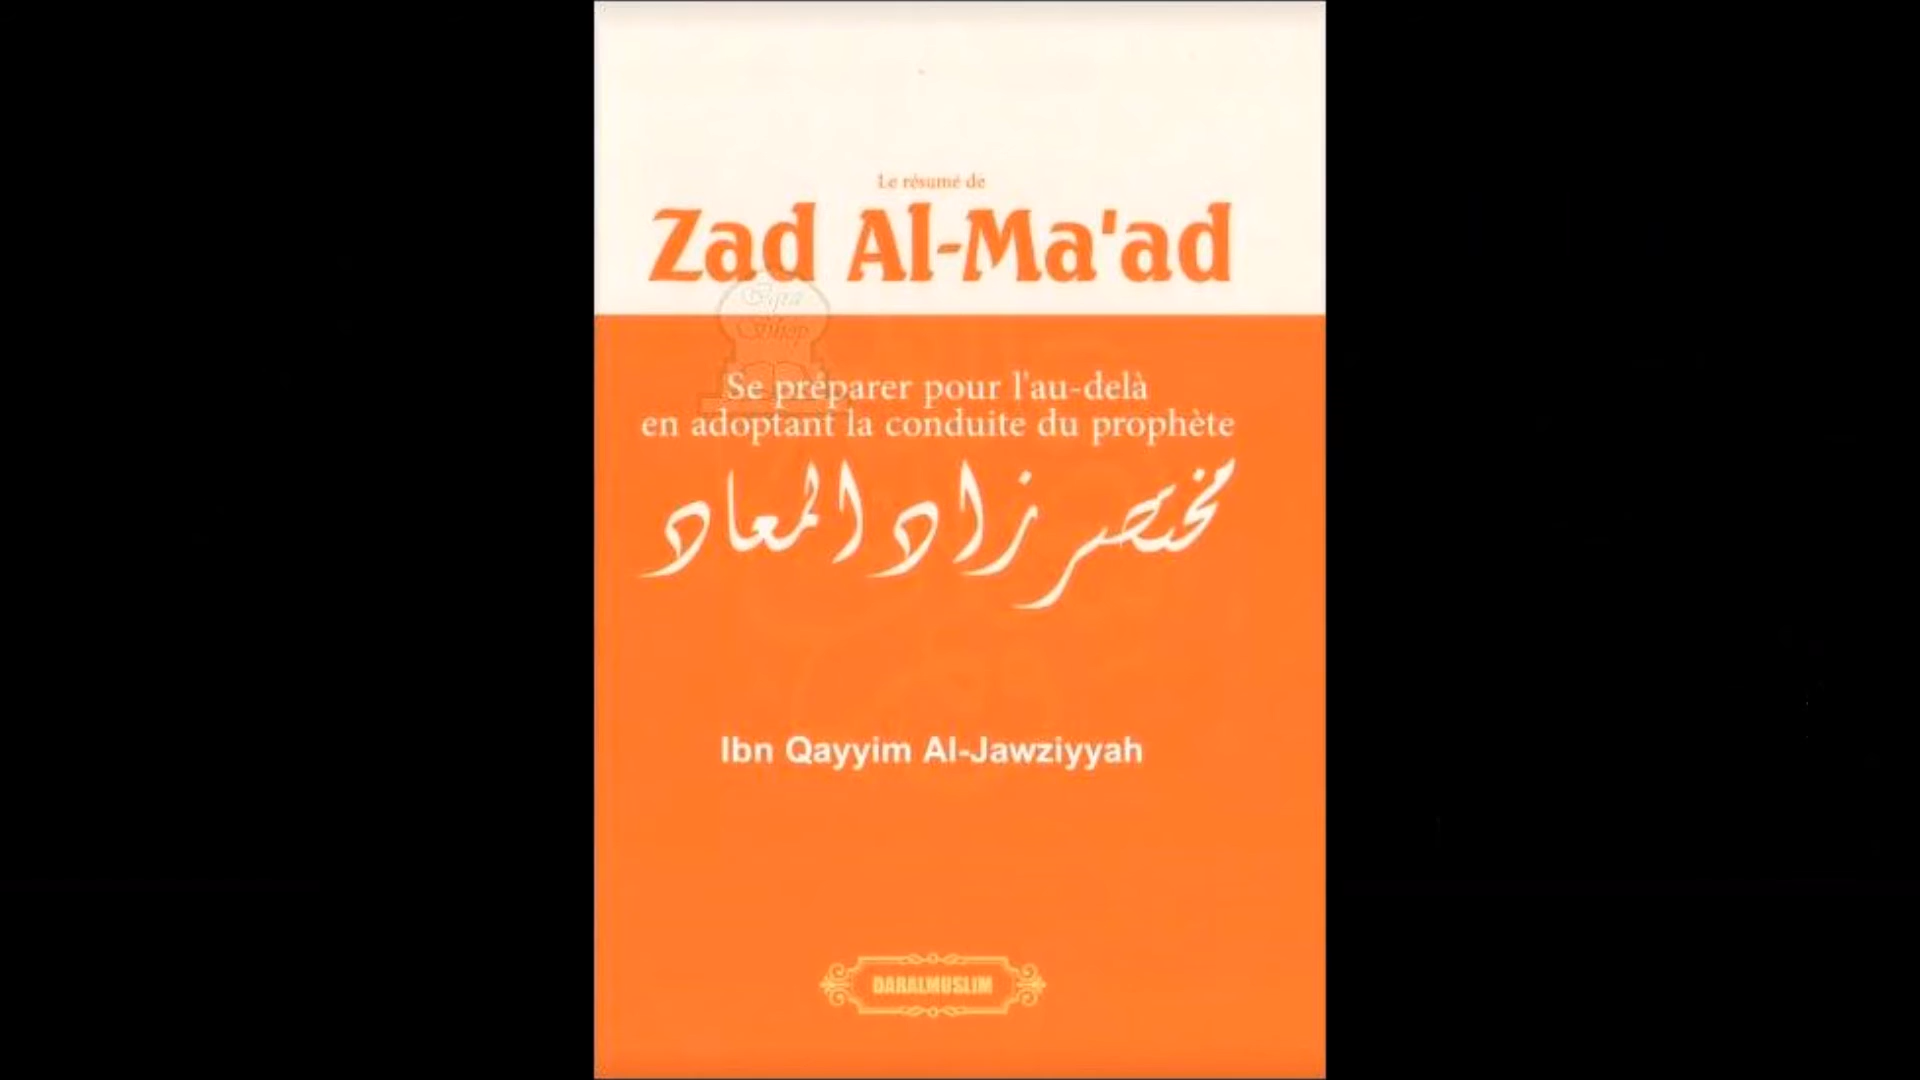 Le résumé de
Zad Al-Ma'ad
Se préparer pour l'au-delà
en adoptant la conduite du prophète
مختصر زاد المعاد
Ibn Qayyim Al-Jawziyyah
DARALMUSLIM